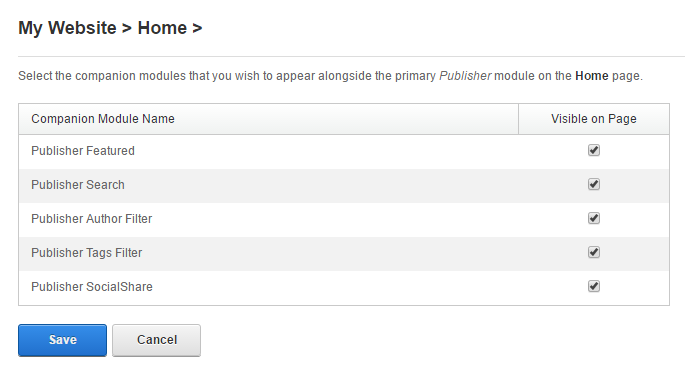 My Website > Home >
Select the companion modules that you wish to appear alongside the primary Publisher module on the Home page.
Companion Module Name Visible on Page
Publisher Featured
Publisher Search
Publisher Author Filter
Publisher Tags Filter
Publisher SocialShare
Save Cancel